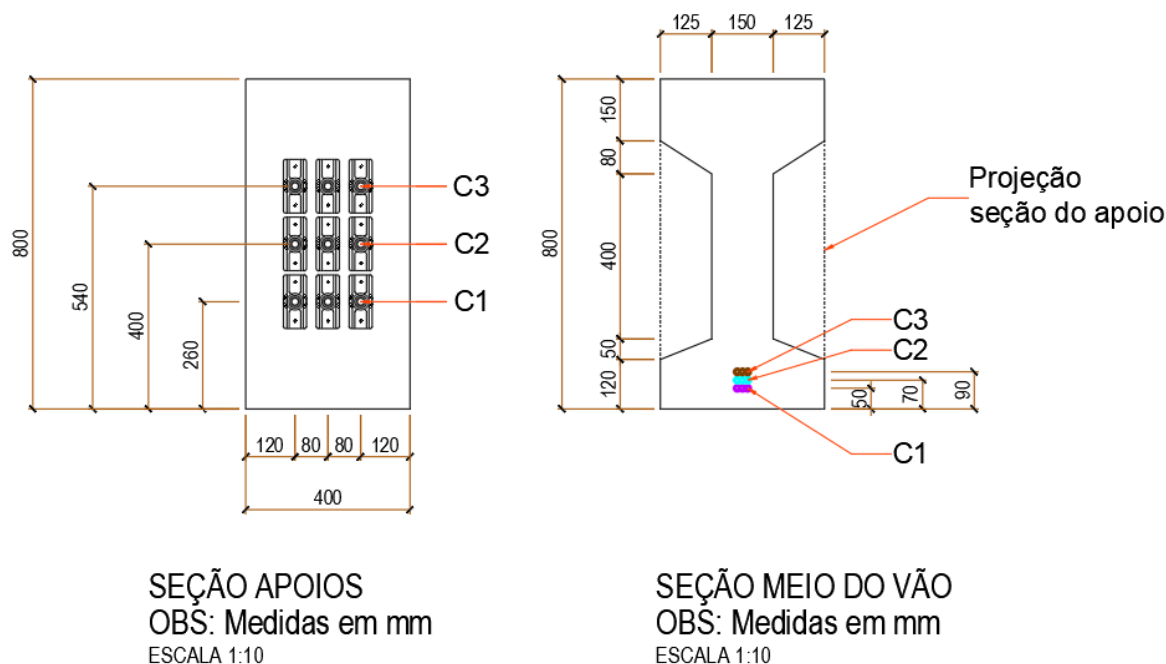 125 150 125
800
540
400
260
C3
C2
C1
120 80 80 120
400
800
150
80
400
50
120
Projeção
seção do apoio
C3
C2
C1
50
70
90
SEÇÃO APOIOS
OBS: Medidas em mm
ESCALA 1:10
SEÇÃO MEIO DO VÃO
OBS: Medidas em mm
ESCALA 1:10